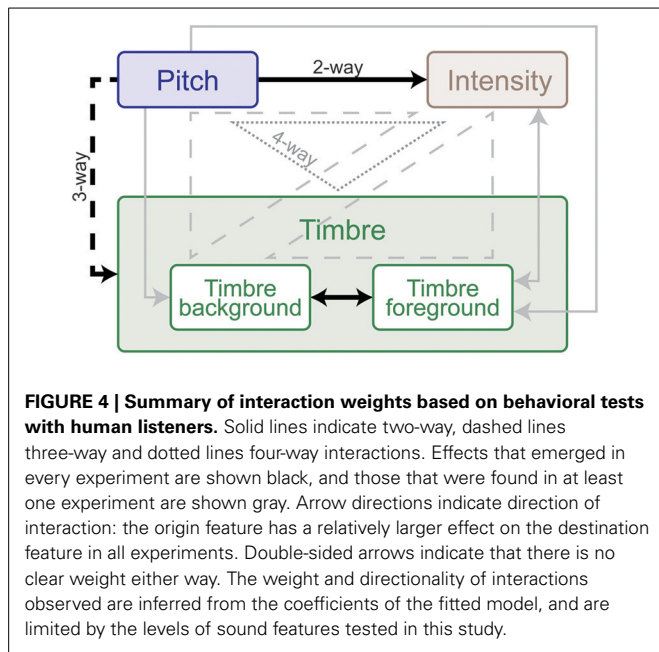 Pitch
2-way
Intensity
3-way
4-way
Timbre
Timbre
background
Timbre
foreground
FIGURE 4 | Summary of interaction weights based on behavioral tests
with human listeners. Solid lines indicate two-way, dashed lines
three-way and dotted lines four-way interactions. Effects that emerged in
every experiment are shown black, and those that were found in at least
one experiment are shown gray. Arrow directions indicate direction of
interaction: the origin feature has a relatively larger effect on the destination
feature in all experiments. Double-sided arrows indicate that there is no
clear weight either way. The weight and directionality of interactions
observed are inferred from the coefficients of the fitted model, and are
limited by the levels of sound features tested in this study.